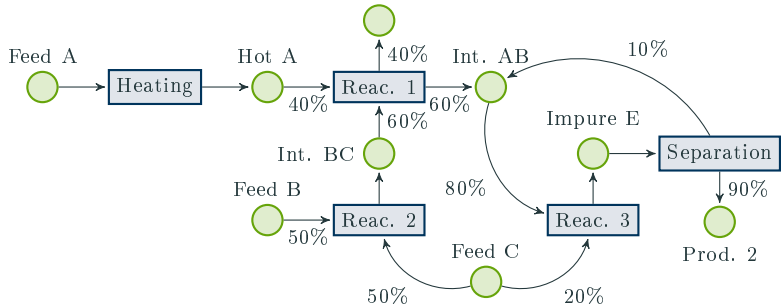 10%
Feed A
Hot A
40%
Int. AB
Heating
Reac. 1
40%
60%
60%
Impure E
Int. BC
Separation
Feed B
80%
90%
50%
Reac. 2
Reac. 3
Feed C
Prod. 2
50%
20%